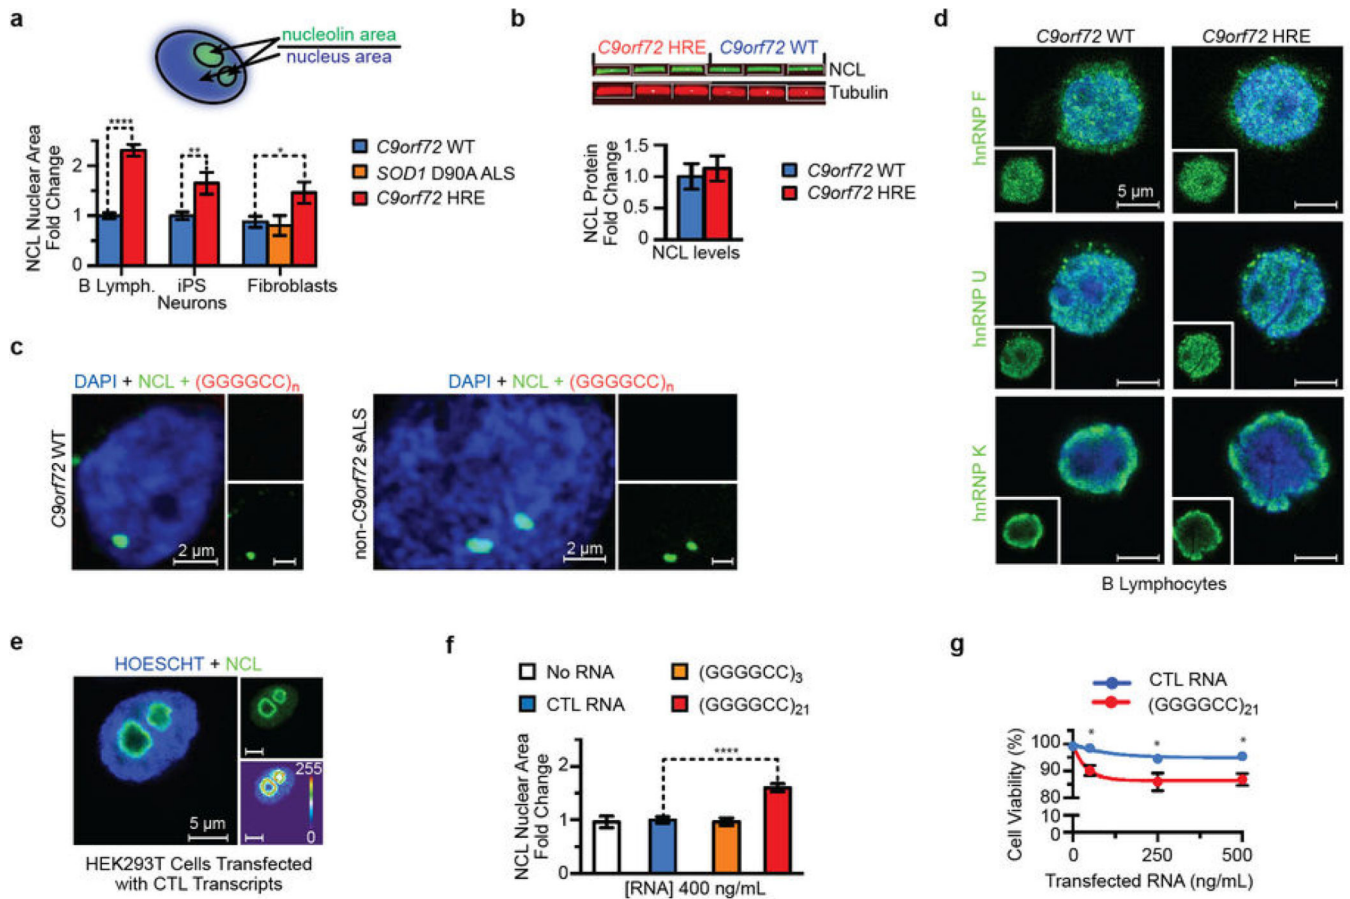 a
nucleolin area
nucleus area
NCL Nuclear Area
Fold Change
2
1
0
****
**
*
B Lymph.
iPS
Neurons
Fibroblasts
C9orf72 WT
SOD1 D90A ALS
C9orf72 HRE
b
C9orf72 HRE
C9orf72 WT
NCL
Tubulin
NCL Protein
Fold Change
1.5
1.0
0.5
0
NCL levels
C9orf72 WT
C9orf72 HRE
c
DAPI + NCL + (GGGGCC)n
C9orf72 WT
2 µm
DAPI + NCL + (GGGGCC)n
non-C9orf72 sALS
2 µm
d
C9orf72 WT
C9orf72 HRE
hnRNP F
5 µm
hnRNP U
hnRNP K
B Lymphocytes
e
HOESCHT + NCL
5 µm
255
0
HEK293T Cells Transfected
with CTL Transcripts
f
No RNA
CTL RNA
(GGGGCC)3
(GGGGCC)21
NCL Nuclear Area
Fold Change
2
1
0
****
[RNA] 400 ng/mL
g
CTL RNA
(GGGGCC)21
Cell Viability (%)
100
90
80
10
0
*
*
*
0
250
500
Transfected RNA (ng/mL)